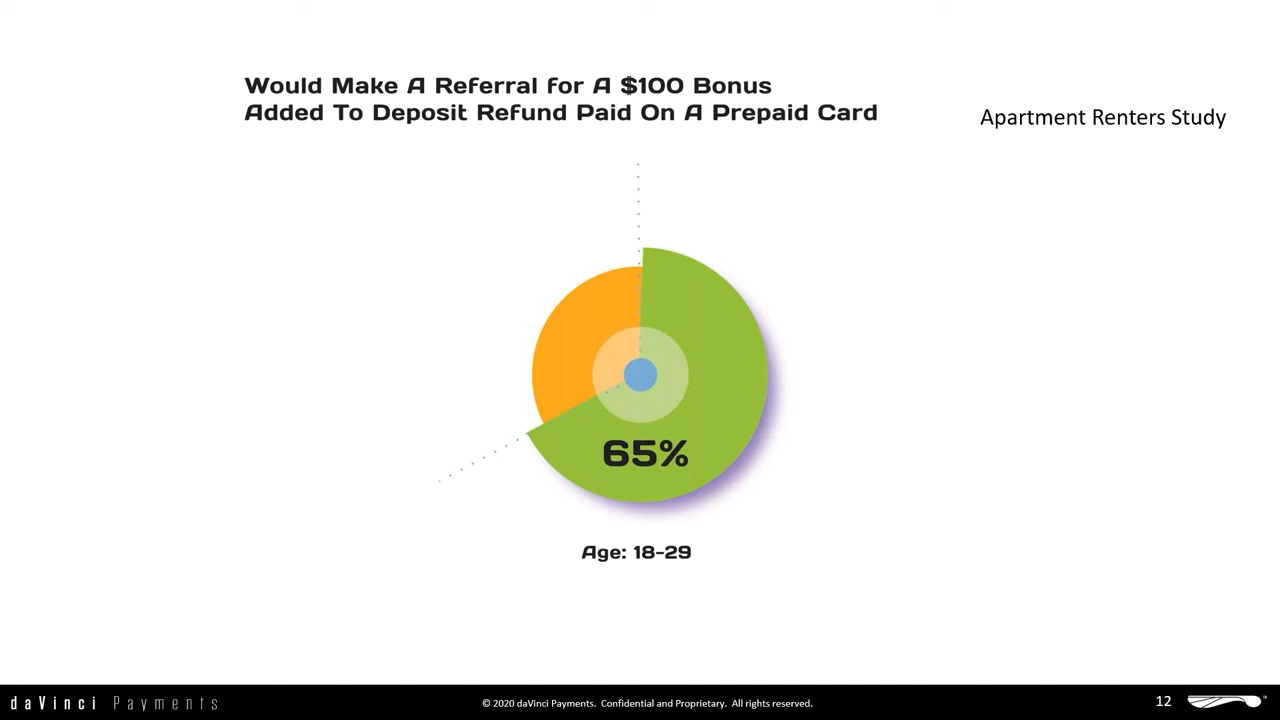 Would Make A Referral for A $100 Bonus
Added To Deposit Refund Paid On A Prepaid Card
Apartment Renters Study
65%
Age: 18-29
daVinci Payments
© 2020 daVinci Payments. Confidential and Proprietary. All rights reserved.
12